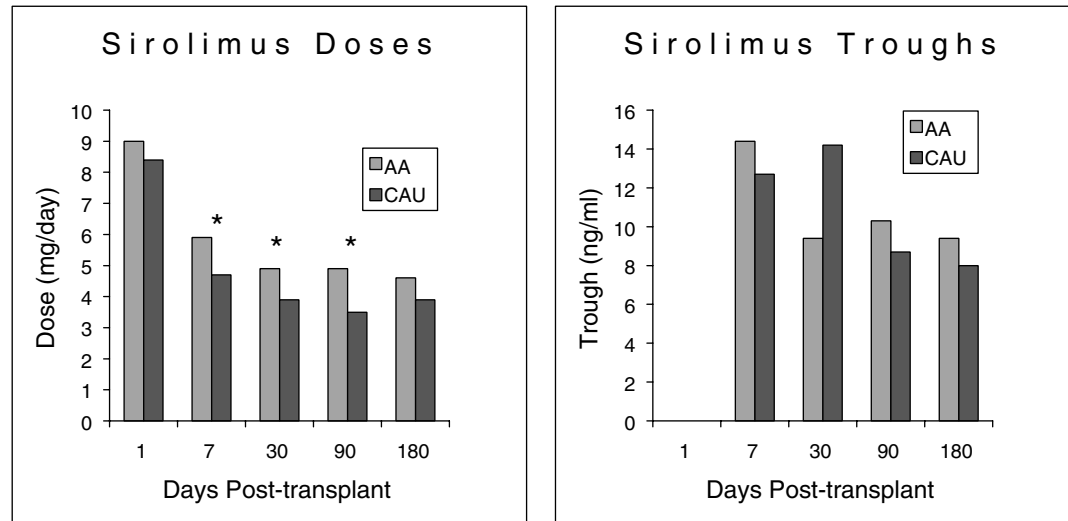 Sirolimus Doses
10
9
8
7
6
5
4
3
2
1
0
Dose (mg/day)
AA
CAU
*
*
*
1 7 30 90 180
Days Post-transplant
Sirolimus Troughs
16
14
12
10
8
6
4
2
0
Trough (ng/ml)
AA
CAU
1 7 30 90 180
Days Post-transplant